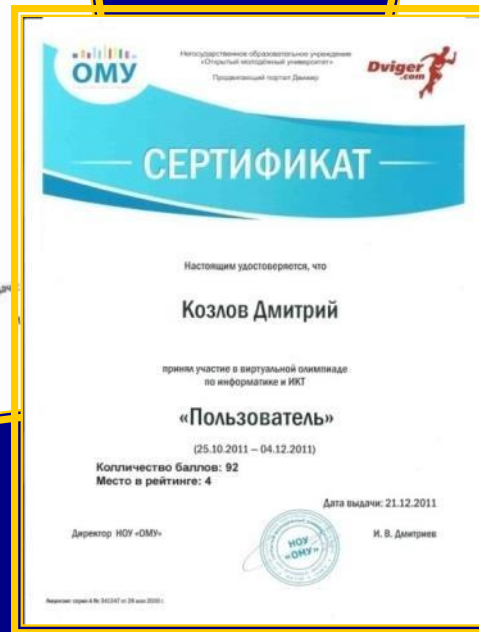 ОМУ
Негосударственное образовательное учреждение
«Открытый молодёжный университет»
Продвигающий портал Двигер
Dviger
.com
СЕРТИФИКАТ
Настоящим удостоверяется, что
Козлов Дмитрий
принял участие в виртуальной олимпиаде
по информатике и ИКТ
«Пользователь»
(25.10.2011 – 04.12.2011)
Колличество баллов: 92
Место в рейтинге: 4
Дата выдачи: 21.12.2011
Директор НОУ «ОМУ»
И. В. Дмитриев
НОУ
«ОМУ»